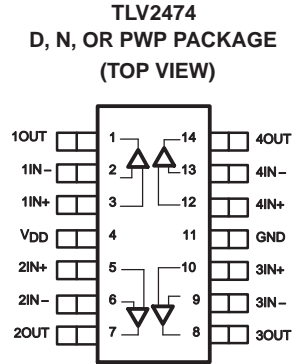 TLV2474
D, N, OR PWP PACKAGE
(TOP VIEW)
1OUT 1 14 4OUT
1IN− 2 13 4IN−
1IN+ 3 12 4IN+
VDD 4 11 GND
2IN+ 5 10 3IN+
2IN− 6 9 3IN−
2OUT 7 8 3OUT